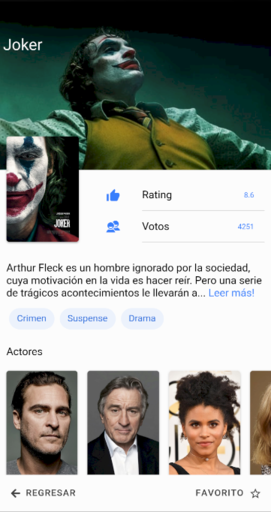 Joker
JOKER
Rating
8.6
Votos
4251
Arthur Fleck es un hombre ignorado por la sociedad,
cuya motivación en la vida es hacer reír. Pero una serie
de trágicos acontecimientos le llevarán a... Leer más!
Crimen
Suspense
Drama
Actores
REGRESAR
FAVORITO